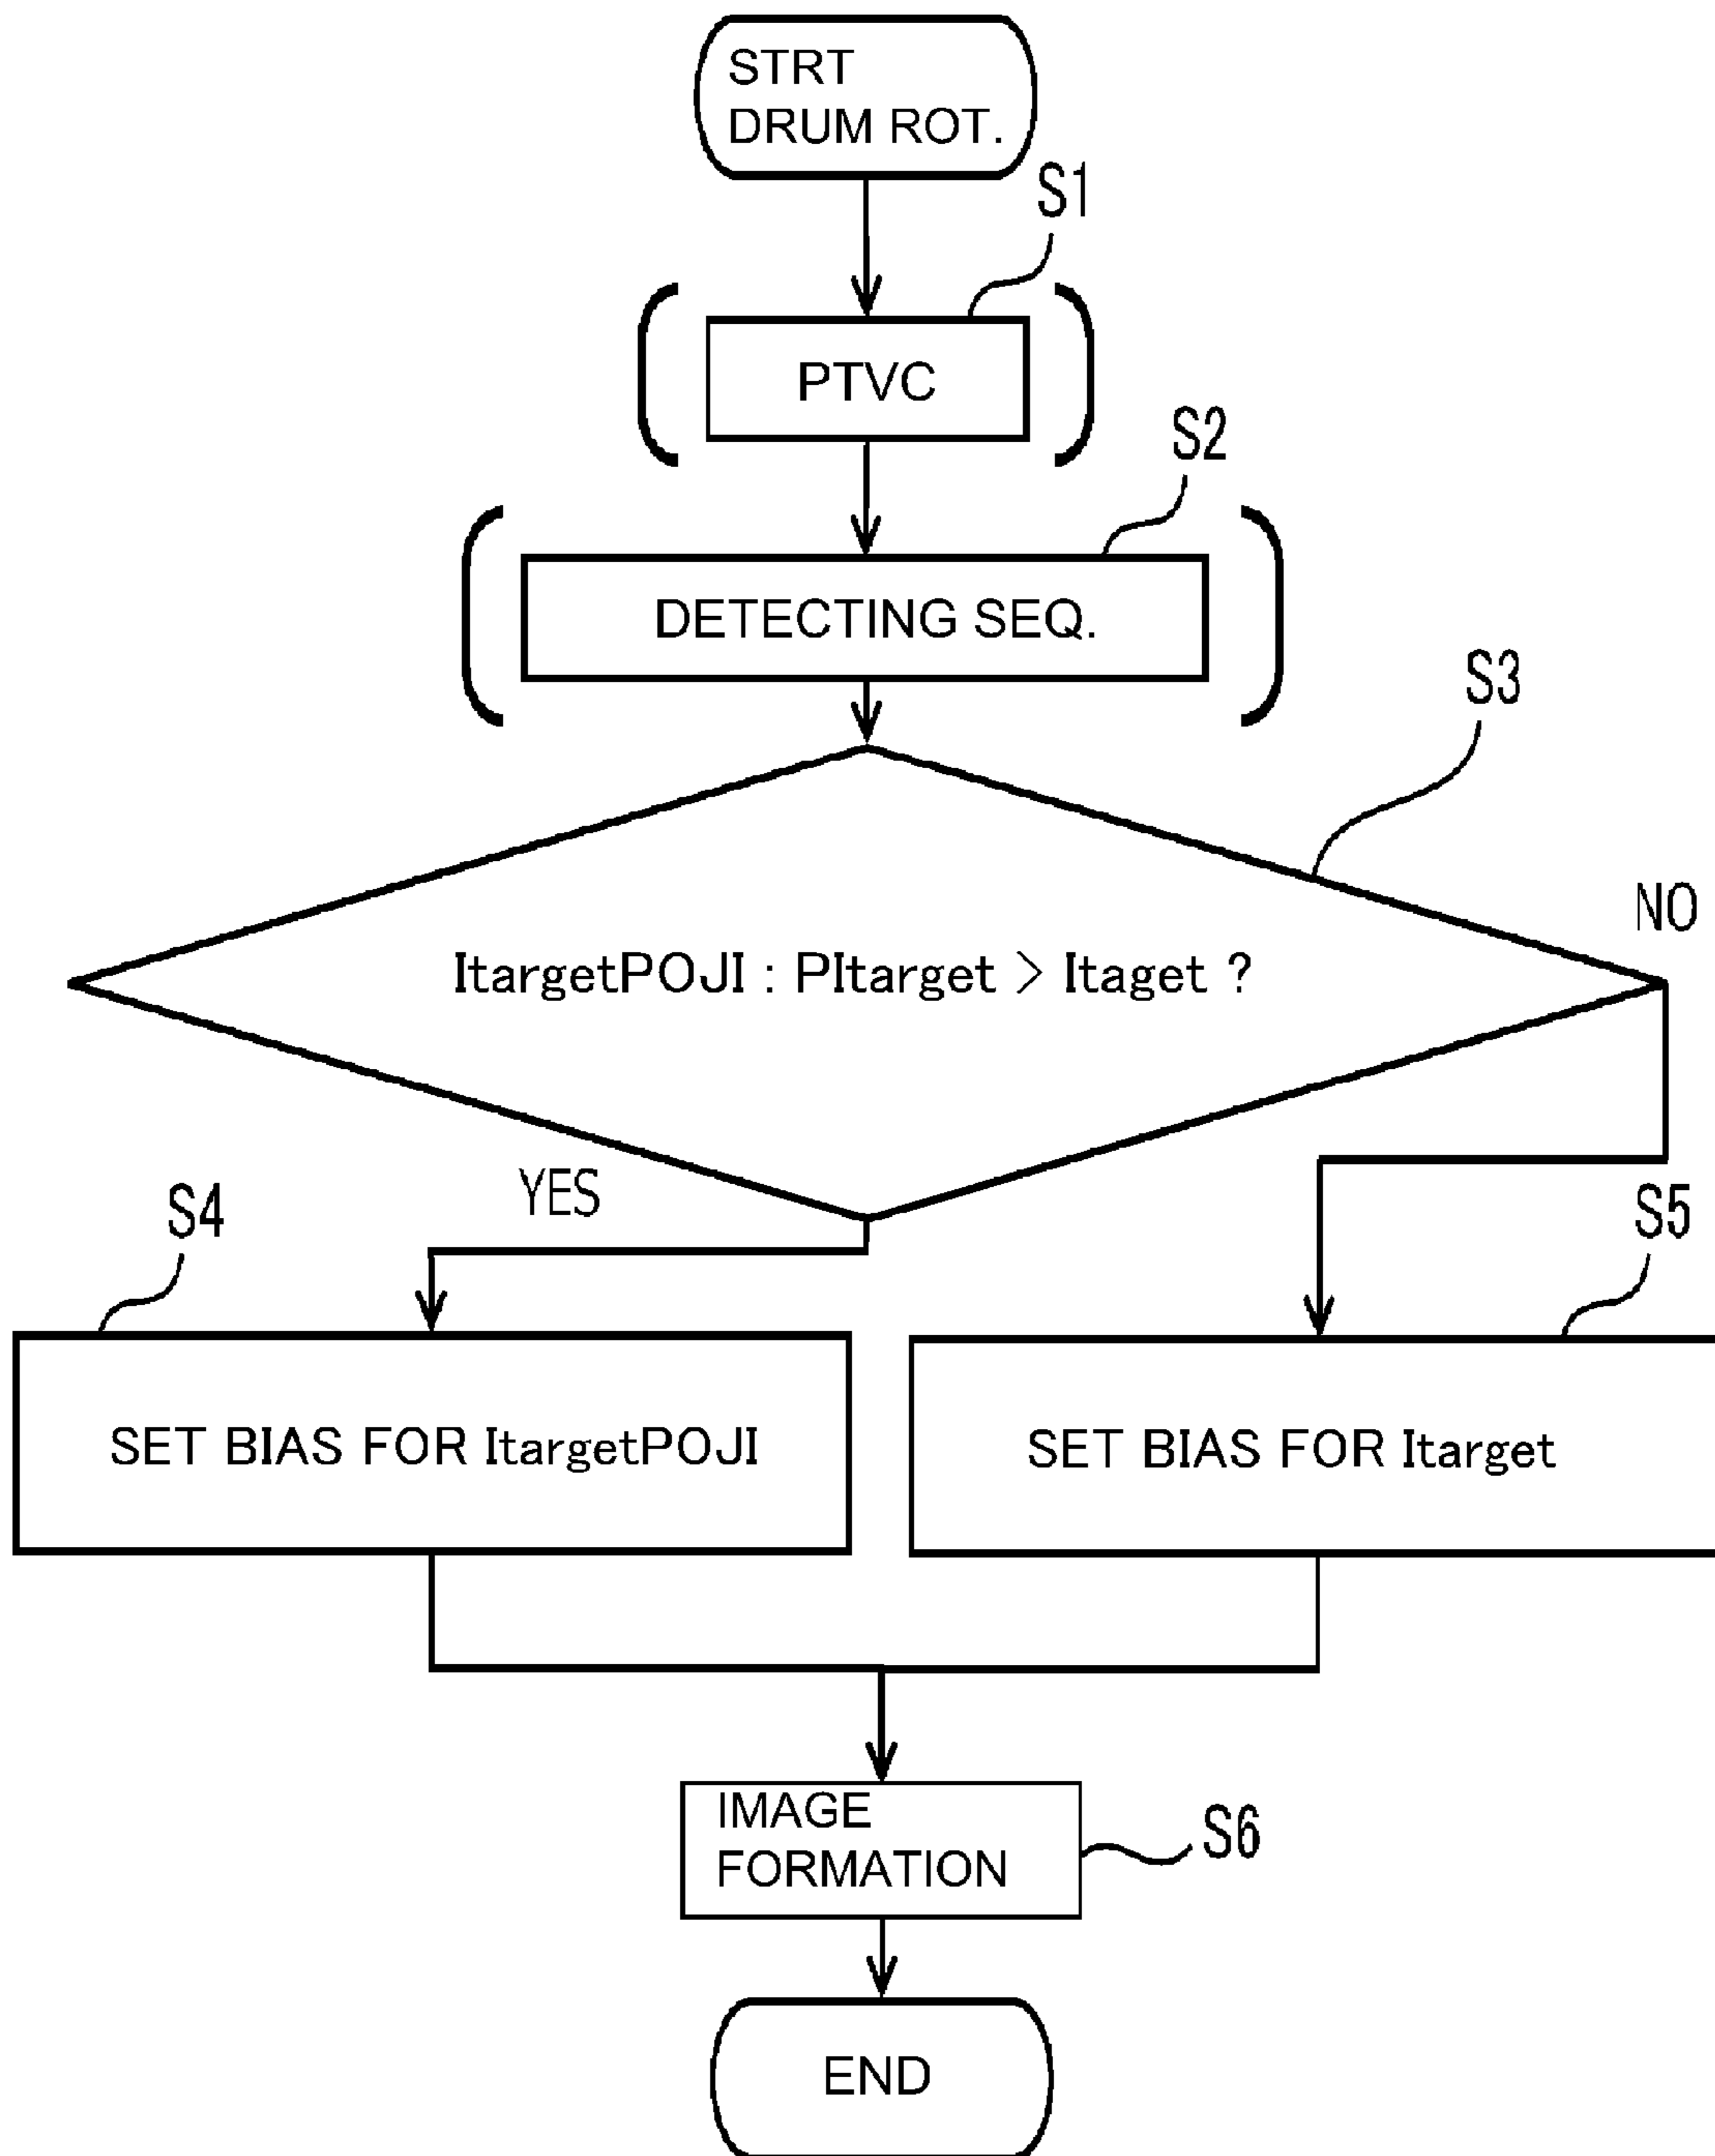 STRT
DRUM ROT.
S1
PTVC
S2
DETECTING SEQ.
S3
NO
ItargetPOJI : PItarget > Itaget ?
YES
S4
S5
SET BIAS FOR ItargetPOJI
SET BIAS FOR Itarget
IMAGE
FORMATION
S6
END